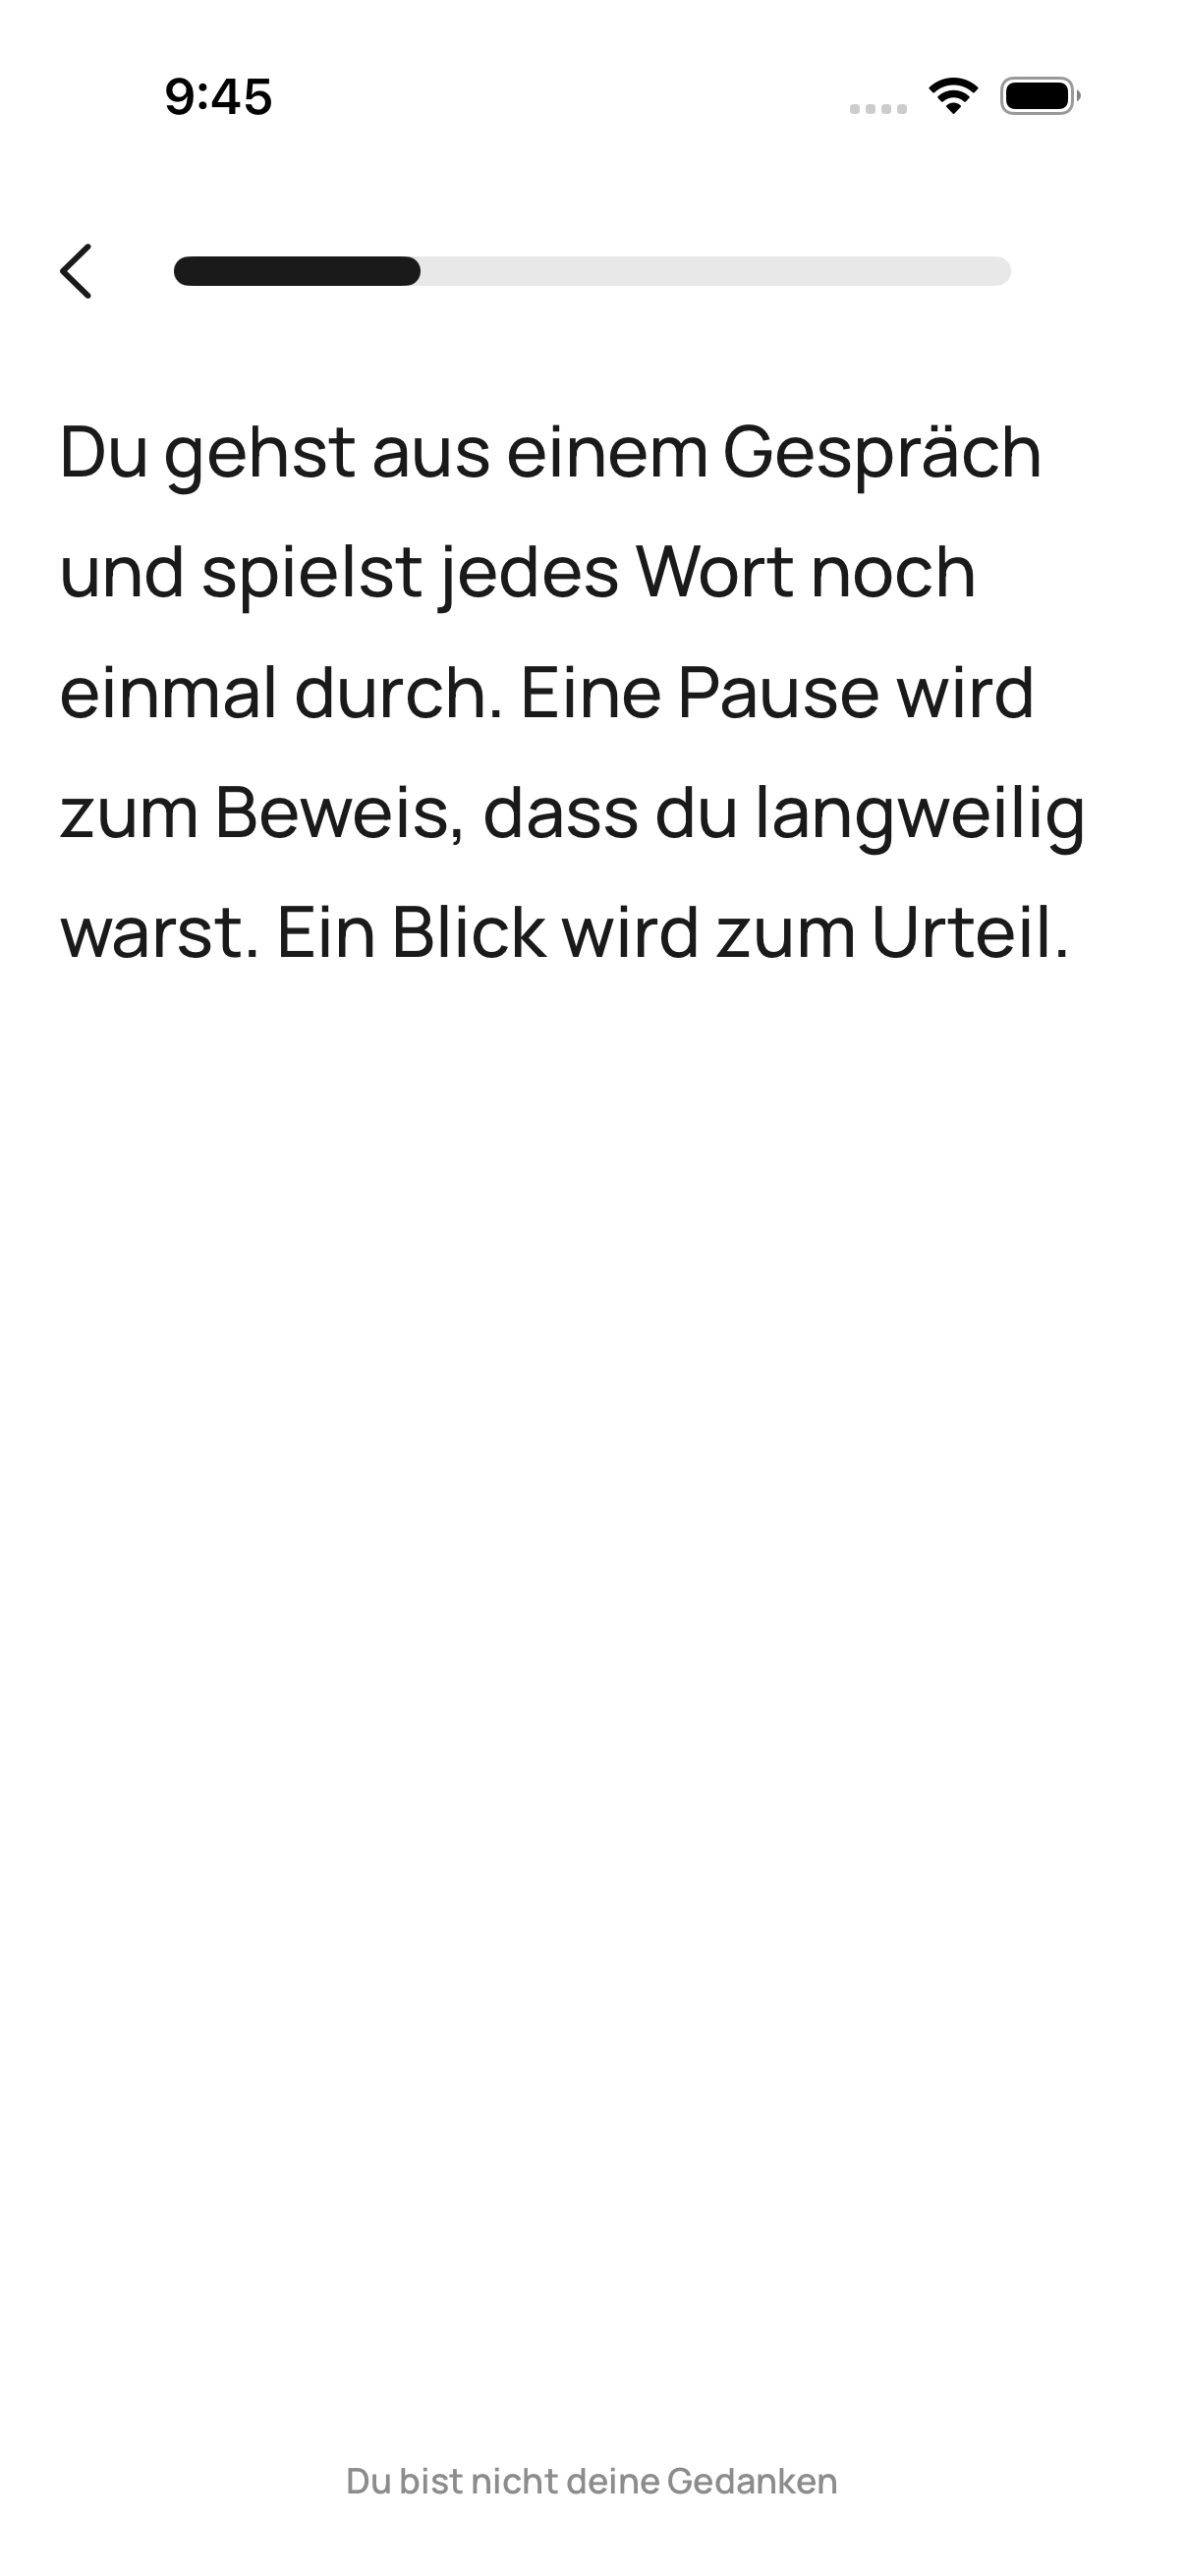 9:45
Du gehst aus einem Gespräch
und spielst jedes Wort noch
einmal durch. Eine Pause wird
zum Beweis, dass du langweilig
warst. Ein Blick wird zum Urteil.
Du bist nicht deine Gedanken